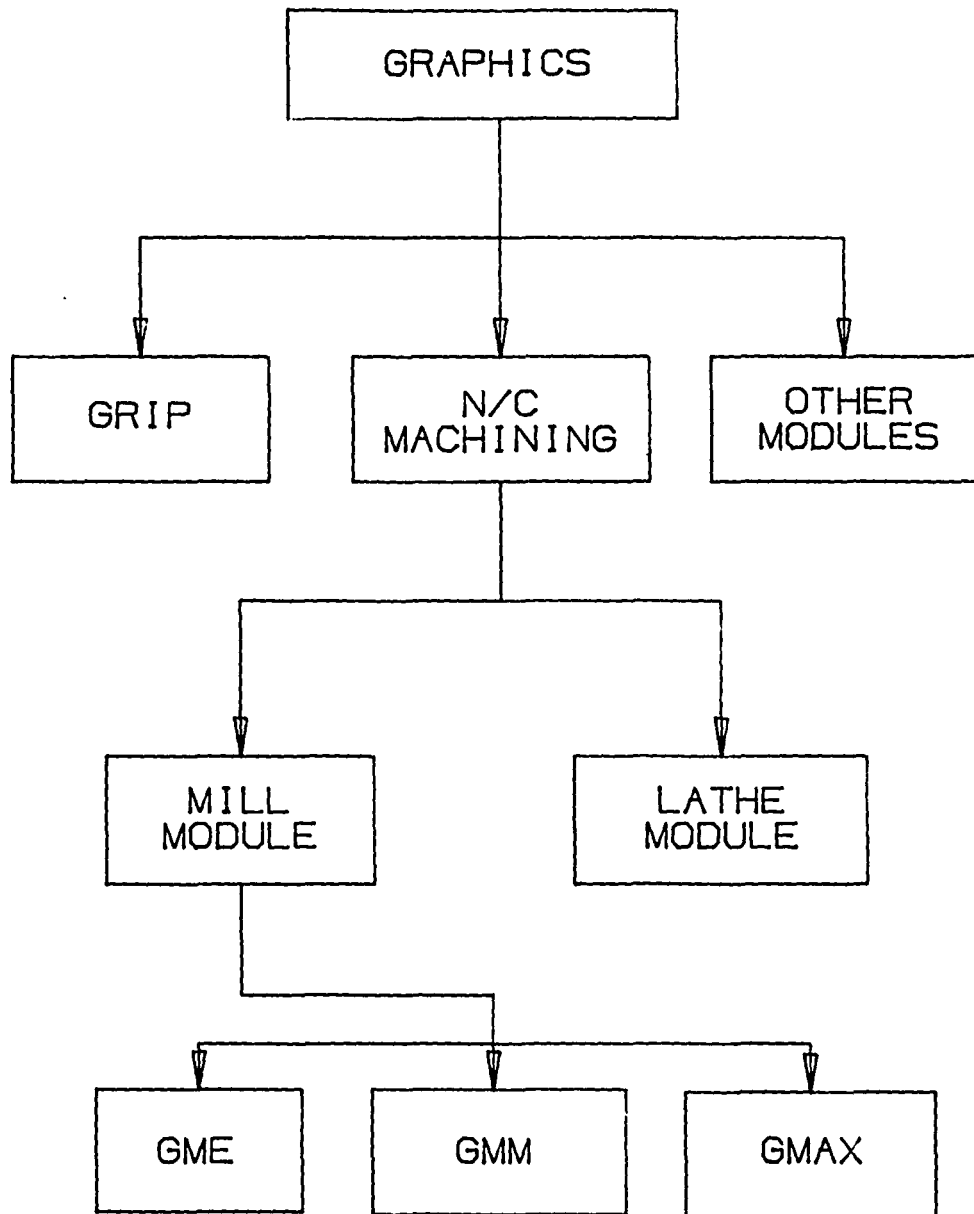 GRAPHICS
GRIP
N/C
MACHINING
OTHER
MODULES
MILL
MODULE
LATHE
MODULE
GME
GMM
GMAX